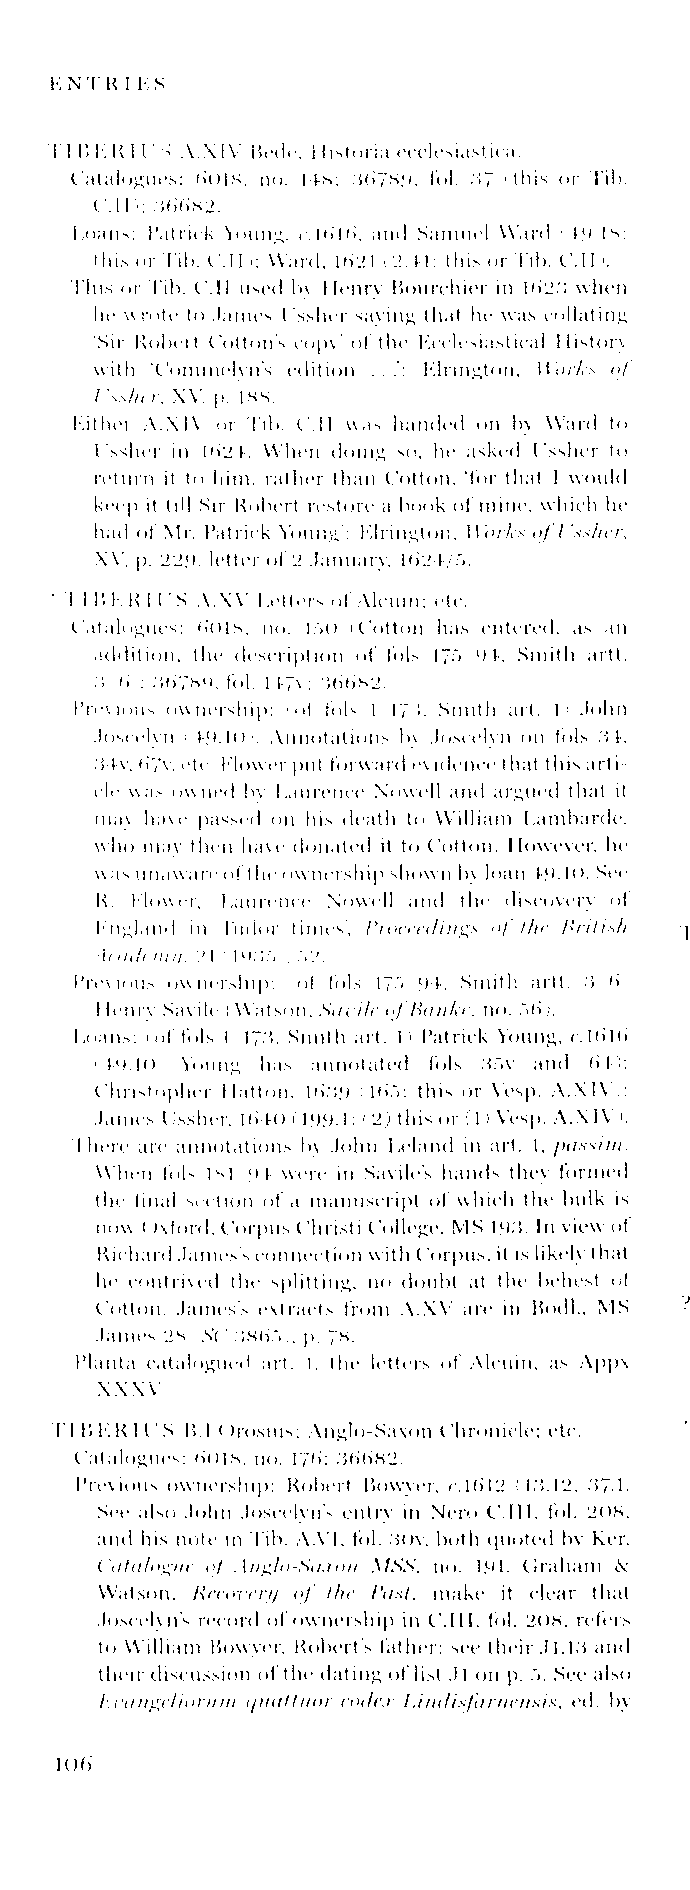 ENTRIES
TIBERIUS A.XIV Bede, Historia ecclesiastica.
Catalogues: 6018, no. 148; 36789, fol. 37 (this or Tib.
C.II); 36682.
Loans: Patrick Young, c.1616, and Samuel Ward (49.18:
this or Tib. C.II); Ward, 1621 (2.41: this or Tib. C.II).
This or Tib. C.II used by Henry Bourchier in 1623 when
he wrote to James Ussher saying that he was collating
'Sir Robert Cotton's copy' of the Ecclesiastical History
with 'Commelyn's edition ...': Elrington, Works of
Ussher, XV, p. 188.
Either A.XIV or Tib. C.II was handed on by Ward to
Ussher in 1624. When doing so, he asked Ussher to
return it to him, rather than Cotton, 'for that I would
keep it till Sir Robert restore a book of mine, which he
had of Mr. Patrick Young': Elrington, Works of Ussher,
XV, p. 229, letter of 2 January, 1624/5.
TIBERIUS A.XV Letters of Alcuin; etc.
Catalogues: 6018, no. 150 (Cotton has entered, as an
addition, the description of fols 175–94, Smith artt.
3–6); 36789, fol. 147v; 36682.
Previous ownership: (of fols 1–173, Smith art. 1) John
Joscelyn (49.10). Annotations by Joscelyn on fols 34,
34v, 67v, etc. Flower put forward evidence that this arti-
cle was owned by Laurence Nowell and argued that it
may have passed on his death to William Lambarde,
who may then have donated it to Cotton. However, he
was unaware of the ownership shown by loan 49.10. See
R. Flower, 'Laurence Nowell and the discovery of
England in Tudor times', Proceedings of the British
Academy, 21 (1935), 52.
Previous ownership: (of fols 175–94, Smith artt. 3–6)
Henry Savile (Watson, Savile of Banke, no. 56).
Loans: (of fols 1–173, Smith art. 1) Patrick Young, c.1616
(49.10). Young has annotated fols 35v and 64);
Christopher Hatton, 1639 (165: this or Vesp. A.XIV);
James Ussher, 1640 (199.1: (2) this or (1) Vesp. A.XIV).
There are annotations by John Leland in art. 1, passim.
When fols 181–94 were in Savile's hands they formed
the final section of a manuscript of which the bulk is
now Oxford, Corpus Christi College, MS 193. In view of
Richard James's connection with Corpus, it is likely that
he contrived the splitting, no doubt at the behest of
Cotton. James's extracts from A.XV are in Bodl., MS
James 28 (SC 3865), p. 78.
Planta catalogued art. 1, the letters of Alcuin, as Appx
XXXV
TIBERIUS B.I Orosius; Anglo-Saxon Chronicle; etc.
Catalogues: 6018, no. 176; 36682.
Previous ownership: Robert Bowyer, c.1612 (43.12, 37.1.
See also John Joscelyn's entry in Nero C.III, fol. 208,
and his note in Tib. A.VI, fol. 30v, both quoted by Ker,
Catalogue of Anglo-Saxon MSS, no. 191. Graham &
Watson, Recovery of the Past, make it clear that
Joscelyn's record of ownership in C.III, fol. 208, refers
to William Bowyer, Robert's father: see their J1.13 and
their discussion of the dating of list J1 on p. 5. See also
Evangeliorum quattuor codex Lindisfarnensis, ed. by
106